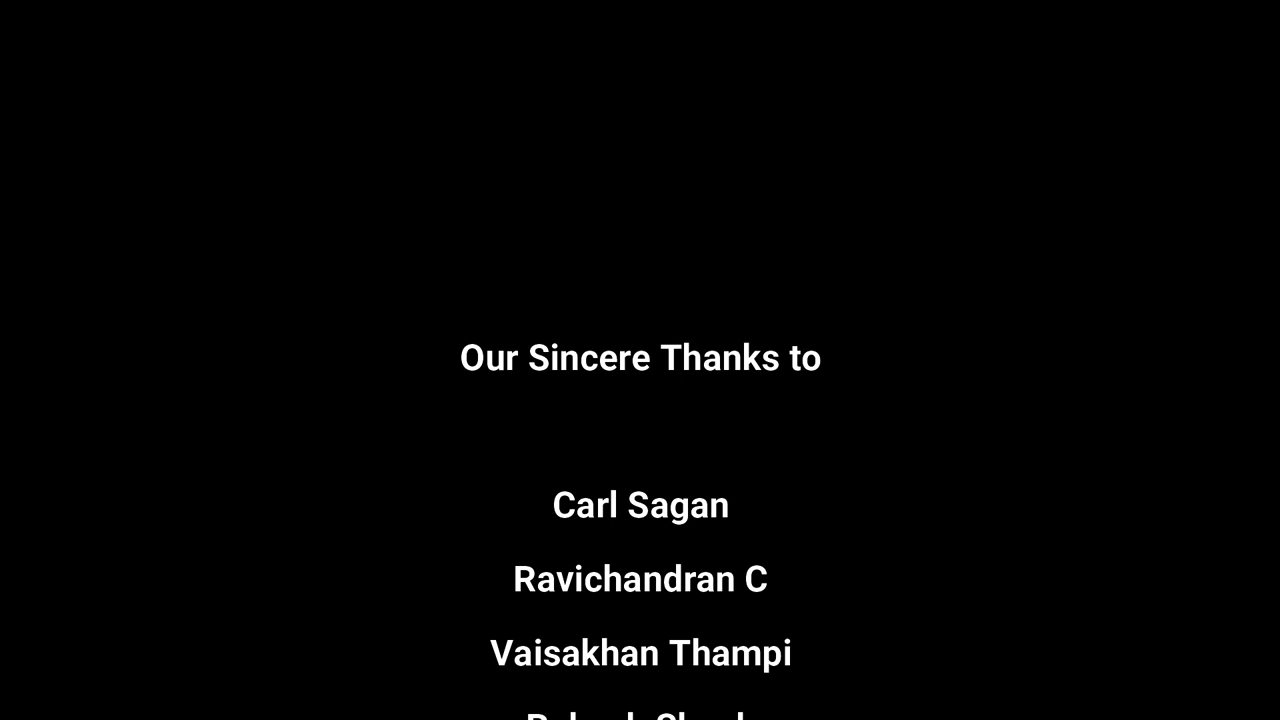 Our Sincere Thanks to
Carl Sagan
Ravichandran C
Vaisakhan Thampi